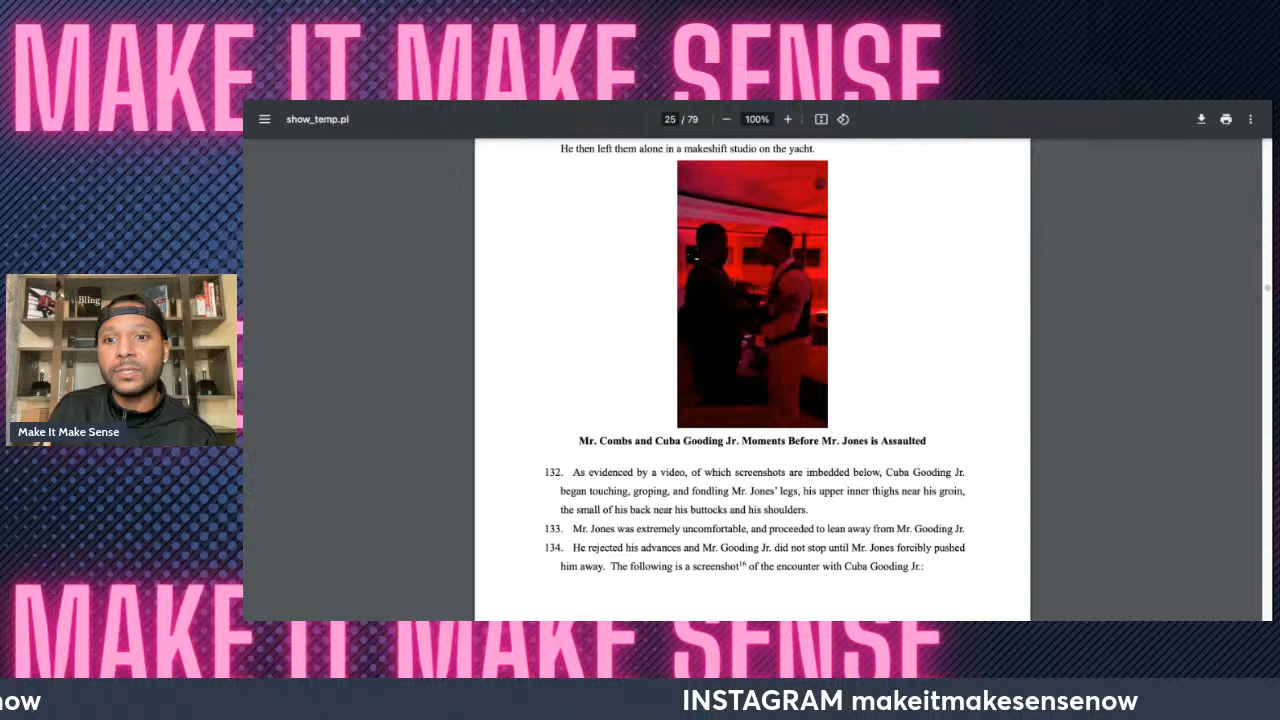 MAKE IT MAKE SENSE
show_temp.pl
25 / 79
100%
He then left them alone in a makeshift studio on the yacht.
Mr. Combs and Cuba Gooding Jr. Moments Before Mr. Jones is Assaulted
132. As evidenced by a video, of which screenshots are imbedded below, Cuba Gooding Jr.
began touching, groping, and fondling Mr. Jones’ legs, his upper inner thighs near his groin,
the small of his back near his buttocks and his shoulders.
133. Mr. Jones was extremely uncomfortable, and proceeded to lean away from Mr. Gooding Jr.
134. He rejected his advances and Mr. Gooding Jr. did not stop until Mr. Jones forcibly pushed
him away. The following is a screenshot16 of the encounter with Cuba Gooding Jr.:
Bling
Make It Make Sense
MAKE IT MAKE SENSE
now
INSTAGRAM makeitmakesensenow